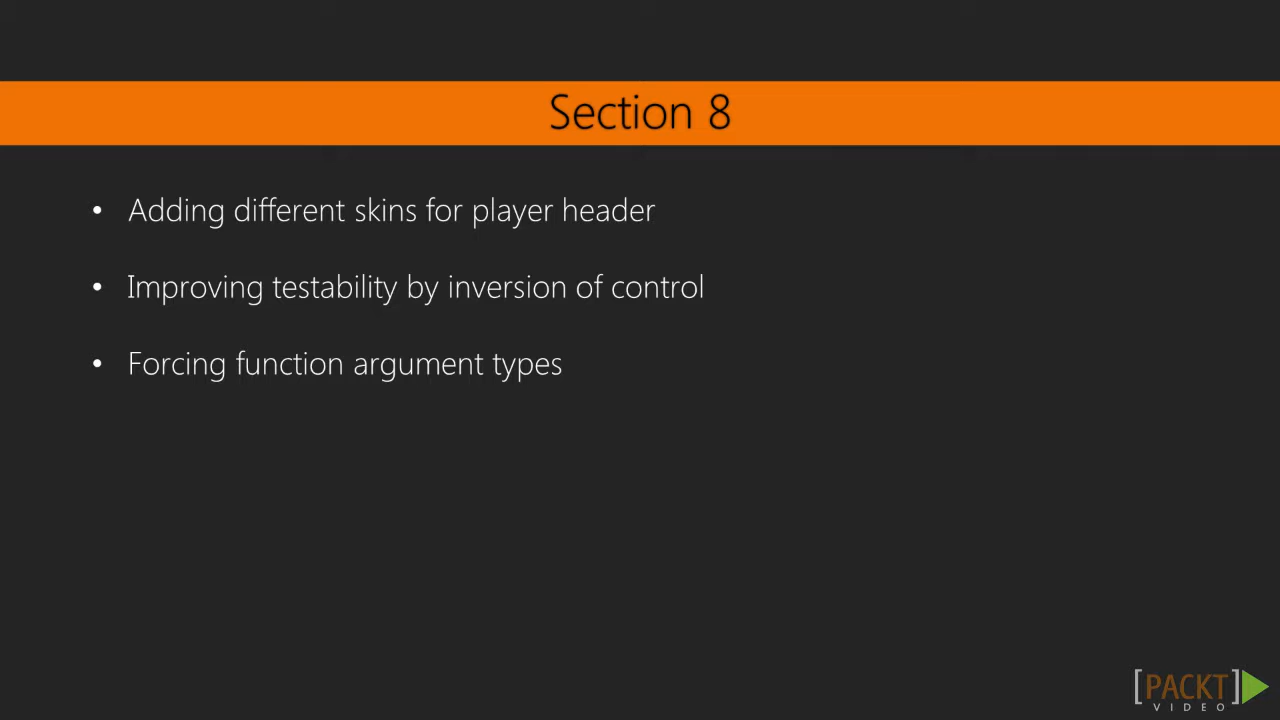 Section 8
• Adding different skins for player header
• Improving testability by inversion of control
• Forcing function argument types
[PACKT]
VIDEO